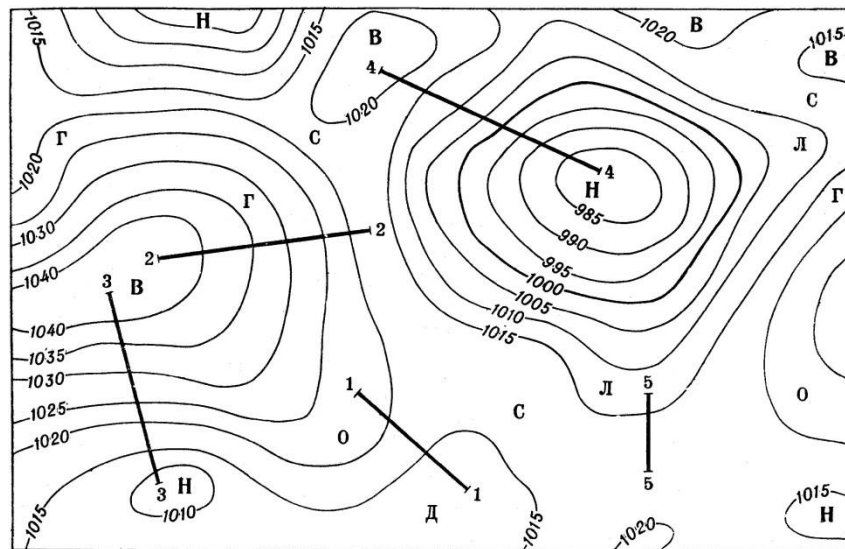 1015 Н 1015 В 1020 В 1015
4 В
1020 С
Г С Л
1020 4
Г Н Г
985
1030 2 990
2 995
1040 3 В 1000
1005
1040 1010
1035 1015
1030 1 Л 5
1025 С О
1020 О
3 Н 1 5 1015
1010 Д 1015 Н
1015 1020